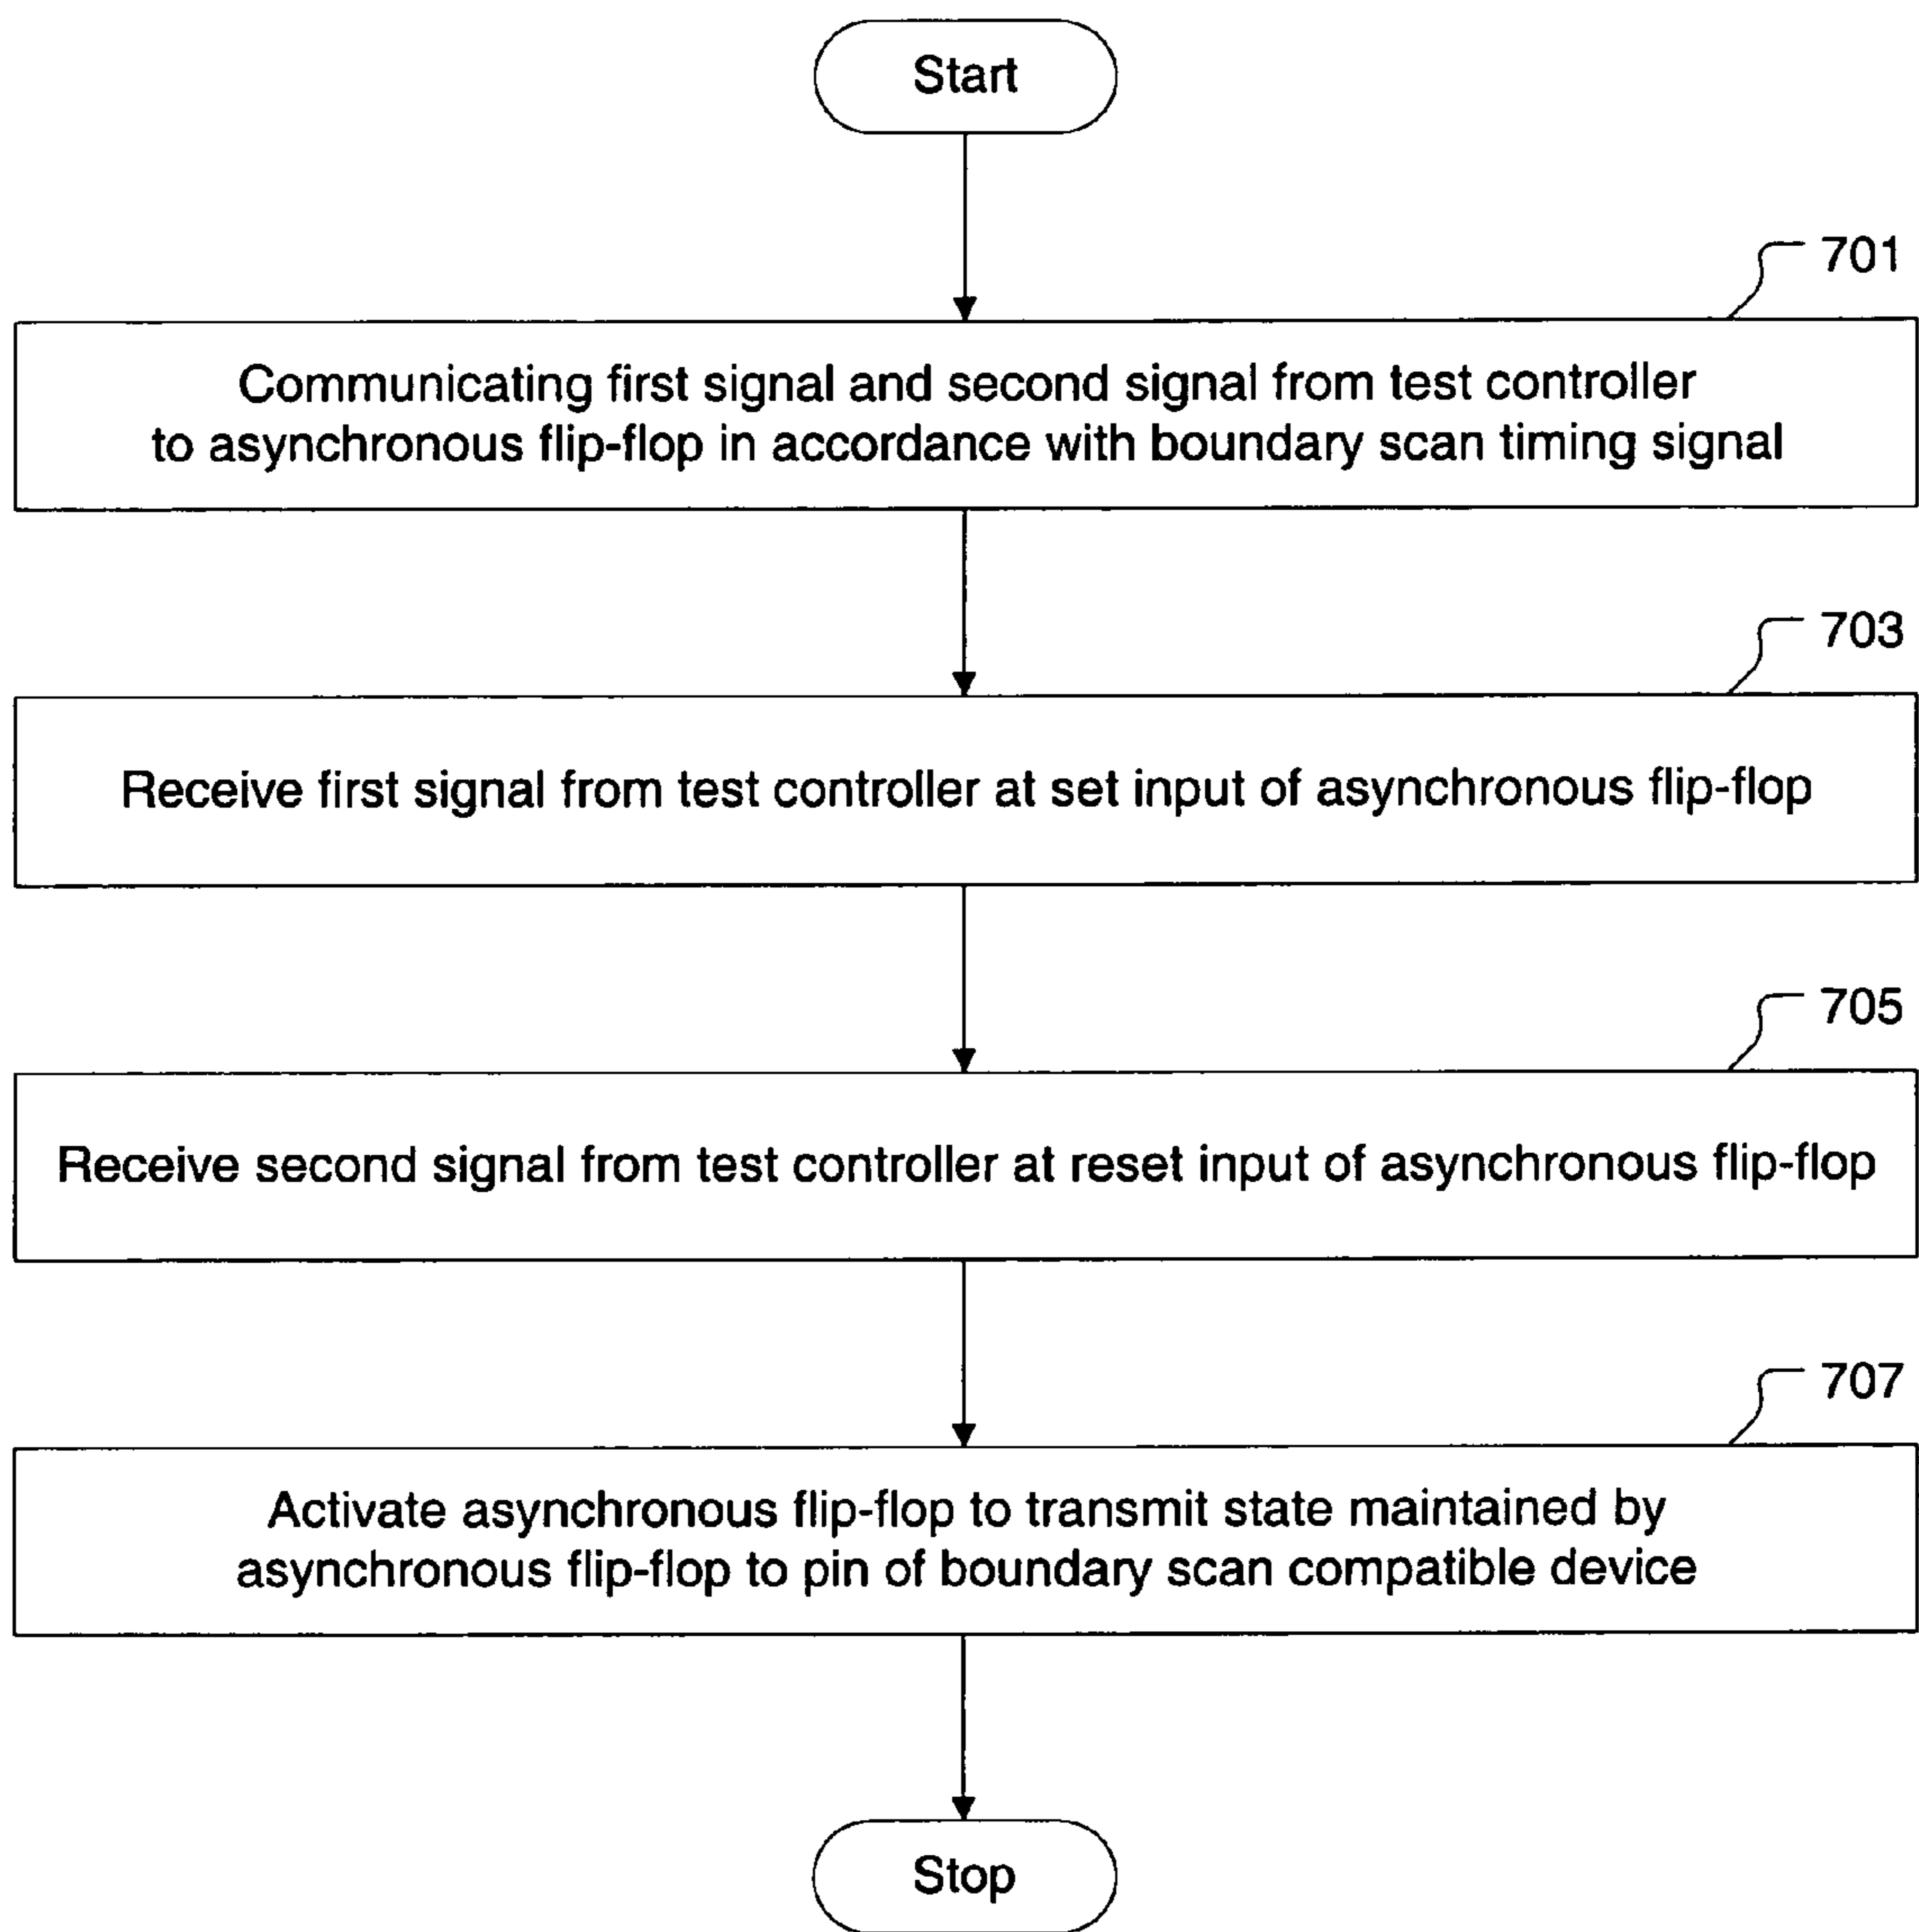 Start
701
Communicating first signal and second signal from test controller
to asynchronous flip-flop in accordance with boundary scan timing signal
703
Receive first signal from test controller at set input of asynchronous flip-flop
705
Receive second signal from test controller at reset input of asynchronous flip-flop
707
Activate asynchronous flip-flop to transmit state maintained by
asynchronous flip-flop to pin of boundary scan compatible device
Stop